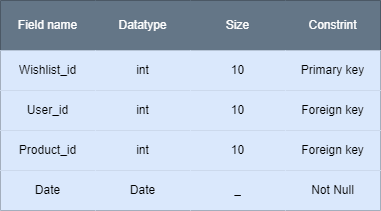 Field name Datatype Size Constrint
Wishlist_id int 10 Primary key
User_id int 10 Foreign key
Product_id int 10 Foreign key
Date Date _ Not Null